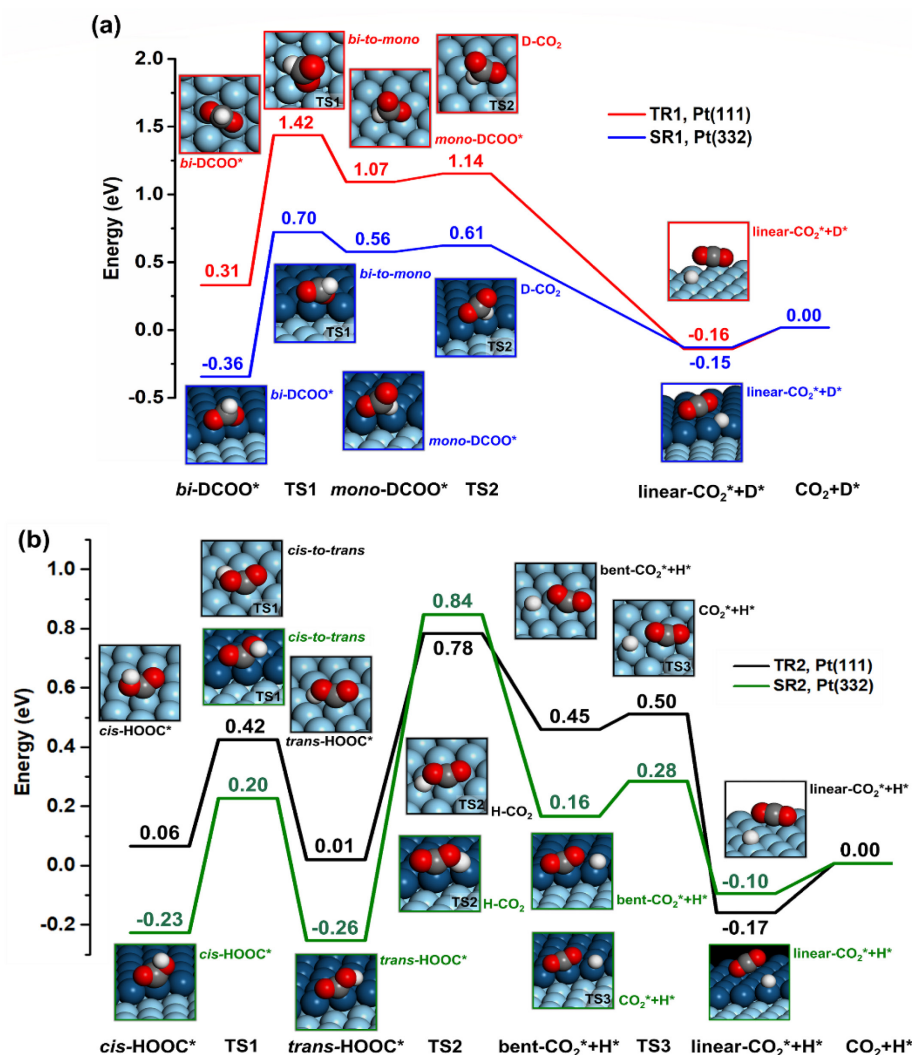 (a)
bi-to-mono
D-CO₂
2.0
1.5
1.0
0.5
0.0
-0.5
Energy (eV)
TS1
TS2
TR1, Pt(111)
SR1, Pt(332)
1.42
bi-DCOO*
mono-DCOO*
1.07
1.14
0.31
0.70
0.56
0.61
bi-to-mono
D-CO₂
linear-CO₂*+D*
TS1
TS2
-0.16
0.00
-0.15
-0.36
bi-DCOO*
mono-DCOO*
linear-CO₂*+D*
bi-DCOO* TS1 mono-DCOO* TS2 linear-CO₂*+D* CO₂+D*
(b)
1.0
0.8
0.6
0.4
0.2
0.0
-0.2
Energy (eV)
cis-to-trans
TS1
cis-to-trans
TS1
cis-HOOC*
trans-HOOC*
0.84
0.78
bent-CO₂*+H*
CO₂*+H*
TS3
TR2, Pt(111)
SR2, Pt(332)
0.42
0.45
0.50
0.20
TS2
H-CO₂
0.28
0.16
linear-CO₂*+H*
0.06
0.01
0.00
TS2
H-CO₂
bent-CO₂*+H*
-0.10
-0.17
-0.23
-0.26
cis-HOOC*
trans-HOOC*
TS3
CO₂*+H*
linear-CO₂*+H*
cis-HOOC* TS1 trans-HOOC* TS2 bent-CO₂*+H* TS3 linear-CO₂*+H* CO₂+H*